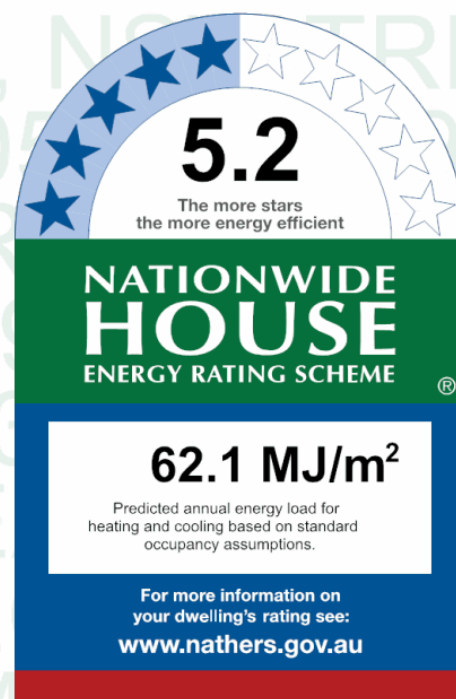 5.2
The more stars
the more energy efficient
NATIONWIDE
HOUSE
ENERGY RATING SCHEME
®
62.1 MJ/m²
Predicted annual energy load for
heating and cooling based on standard
occupancy assumptions.
For more information on
your dwelling's rating see:
www.nathers.gov.au